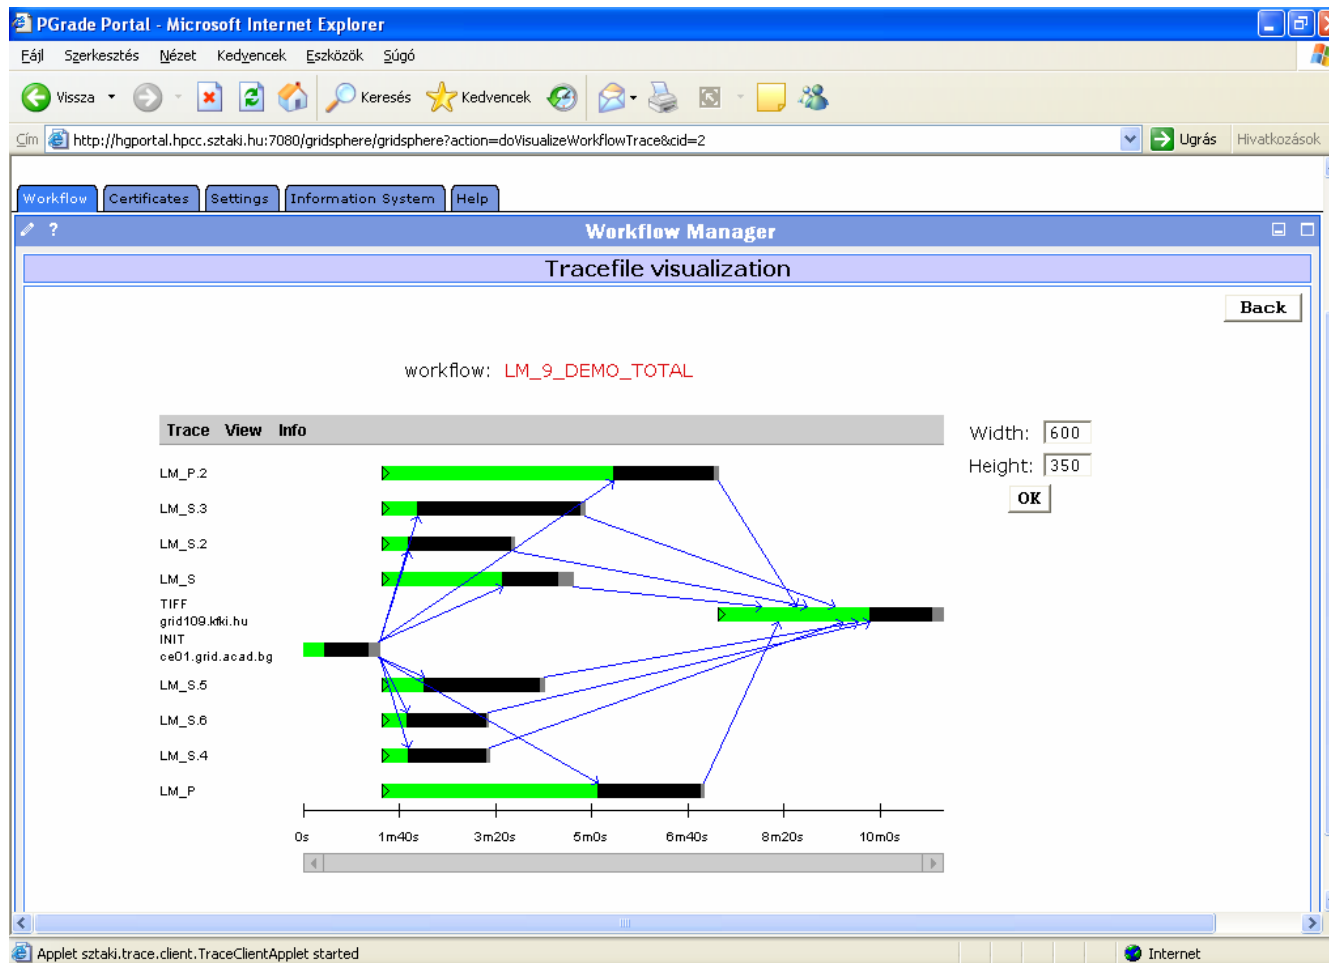 PGrade Portal - Microsoft Internet Explorer
Fájl Szerkesztés Nézet Kedvencek Eszközök Súgó
Vissza Keresés Kedvencek
Cím http://hgportal.hpcc.sztaki.hu:7080/gridsphere/gridsphere?action=doVisualizeWorkflowTrace&cid=2 Ugrás Hivatkozások
Workflow Certificates Settings Information System Help
? Workflow Manager
Tracefile visualization
Back
workflow: LM_9_DEMO_TOTAL
Trace View Info
Width: 600
Height: 350
OK
LM_P.2
LM_S.3
LM_S.2
LM_S
TIFF
grid109.kfki.hu
INIT
ce01.grid.acad.bg
LM_S.5
LM_S.6
LM_S.4
LM_P
0s 1m40s 3m20s 5m0s 6m40s 8m20s 10m0s
Applet sztaki.trace.client.TraceClientApplet started Internet